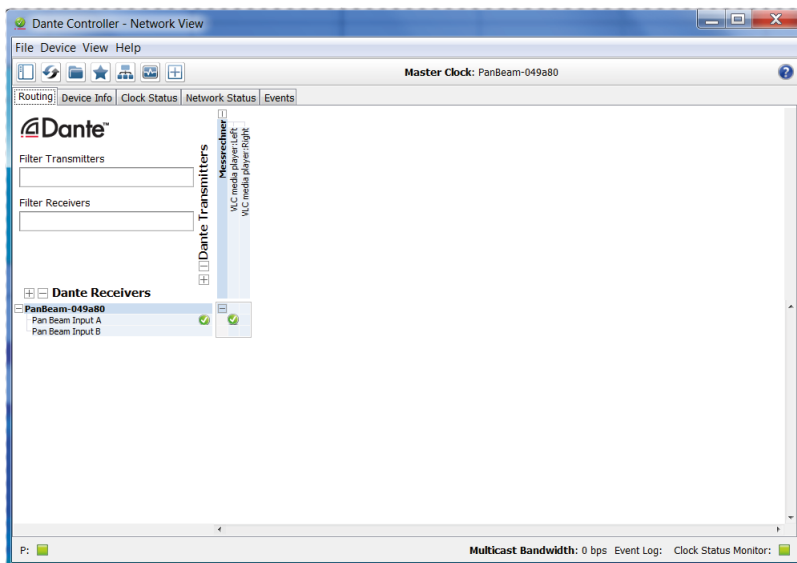 Dante Controller - Network View
File Device View Help
Master Clock: PanBeam-049a80
Routing Device Info Clock Status Network Status Events
Dante™
Filter Transmitters
Filter Receivers
Dante Transmitters
Messrechner
VLC media player:Left
VLC media player:Right
Dante Receivers
PanBeam-049a80
Pan Beam Input A
Pan Beam Input B
P:
Multicast Bandwidth: 0 bps Event Log: Clock Status Monitor: